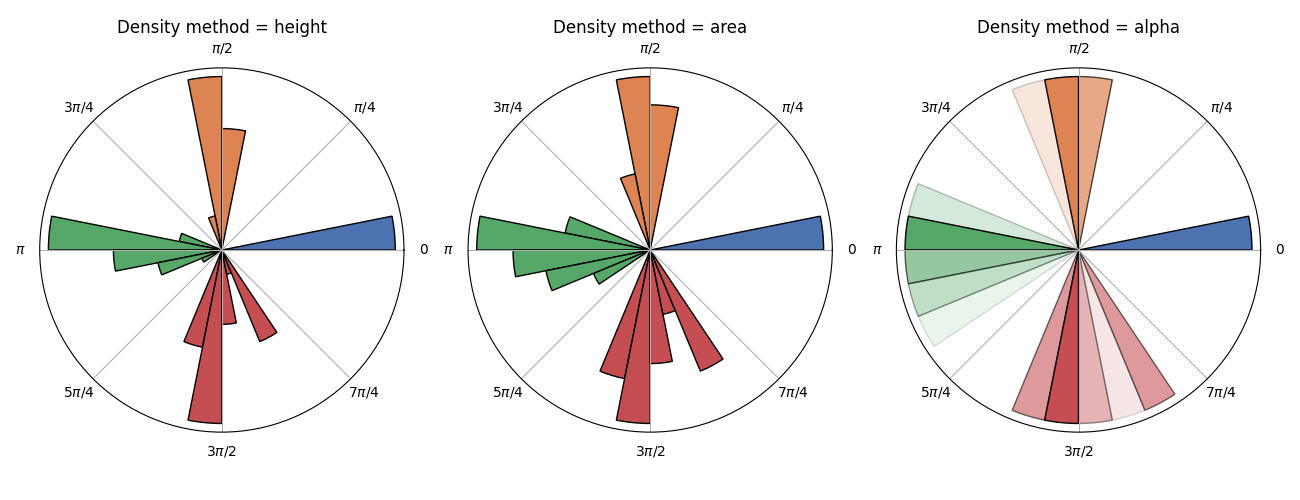 Density method = height
π/2
3π/4
π/4
π
0
5π/4
7π/4
3π/2
Density method = area
π/2
3π/4
π/4
π
0
5π/4
7π/4
3π/2
Density method = alpha
π/2
3π/4
π/4
π
0
5π/4
7π/4
3π/2